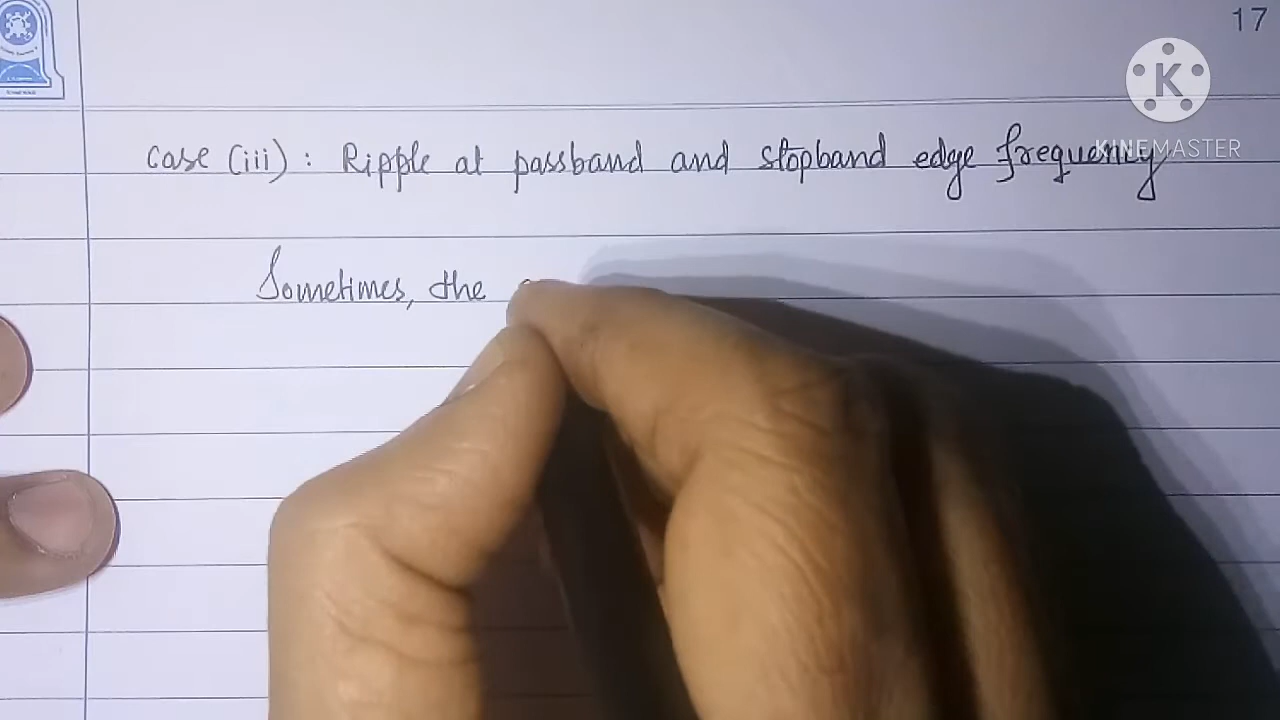 17
K
KINEMASTER
Case (iii) : Ripple at passband and stopband edge frequency
Sometimes, the